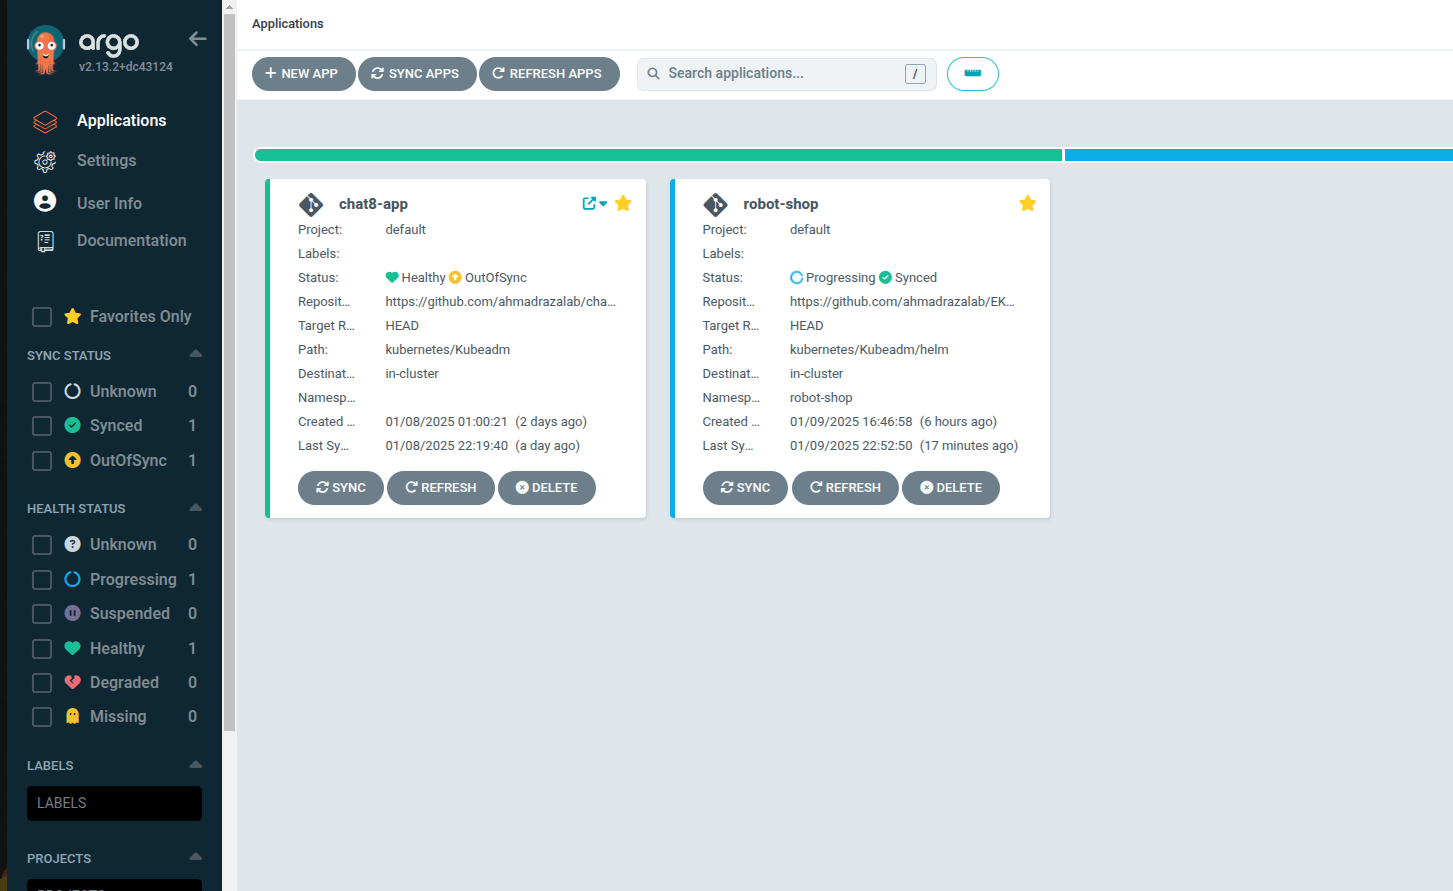 argo
v2.13.2+dc43124
Applications
Settings
User Info
Documentation
Favorites Only
SYNC STATUS
Unknown 0
Synced 1
OutOfSync 1
HEALTH STATUS
Unknown 0
Progressing 1
Suspended 0
Healthy 1
Degraded 0
Missing 0
LABELS
LABELS
PROJECTS
Applications
NEW APP SYNC APPS REFRESH APPS Search applications... /
chat8-app
Project: default
Labels:
Status: Healthy OutOfSync
Reposit... https://github.com/ahmadrazalab/cha...
Target R... HEAD
Path: kubernetes/Kubeadm
Destinat... in-cluster
Namesp...
Created ... 01/08/2025 01:00:21 (2 days ago)
Last Sy... 01/08/2025 22:19:40 (a day ago)
SYNC REFRESH DELETE
robot-shop
Project: default
Labels:
Status: Progressing Synced
Reposit... https://github.com/ahmadrazalab/EK...
Target R... HEAD
Path: kubernetes/Kubeadm/helm
Destinat... in-cluster
Namesp... robot-shop
Created ... 01/09/2025 16:46:58 (6 hours ago)
Last Sy... 01/09/2025 22:52:50 (17 minutes ago)
SYNC REFRESH DELETE